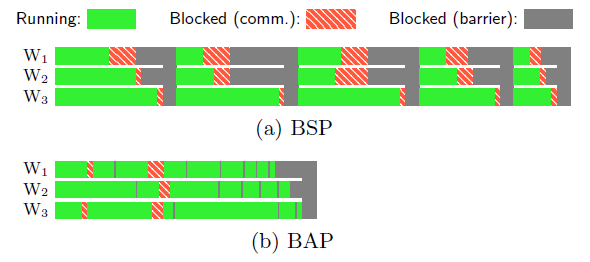 Running: Blocked (comm.): Blocked (barrier):
W1
W2
W3
(a) BSP
W1
W2
W3
(b) BAP